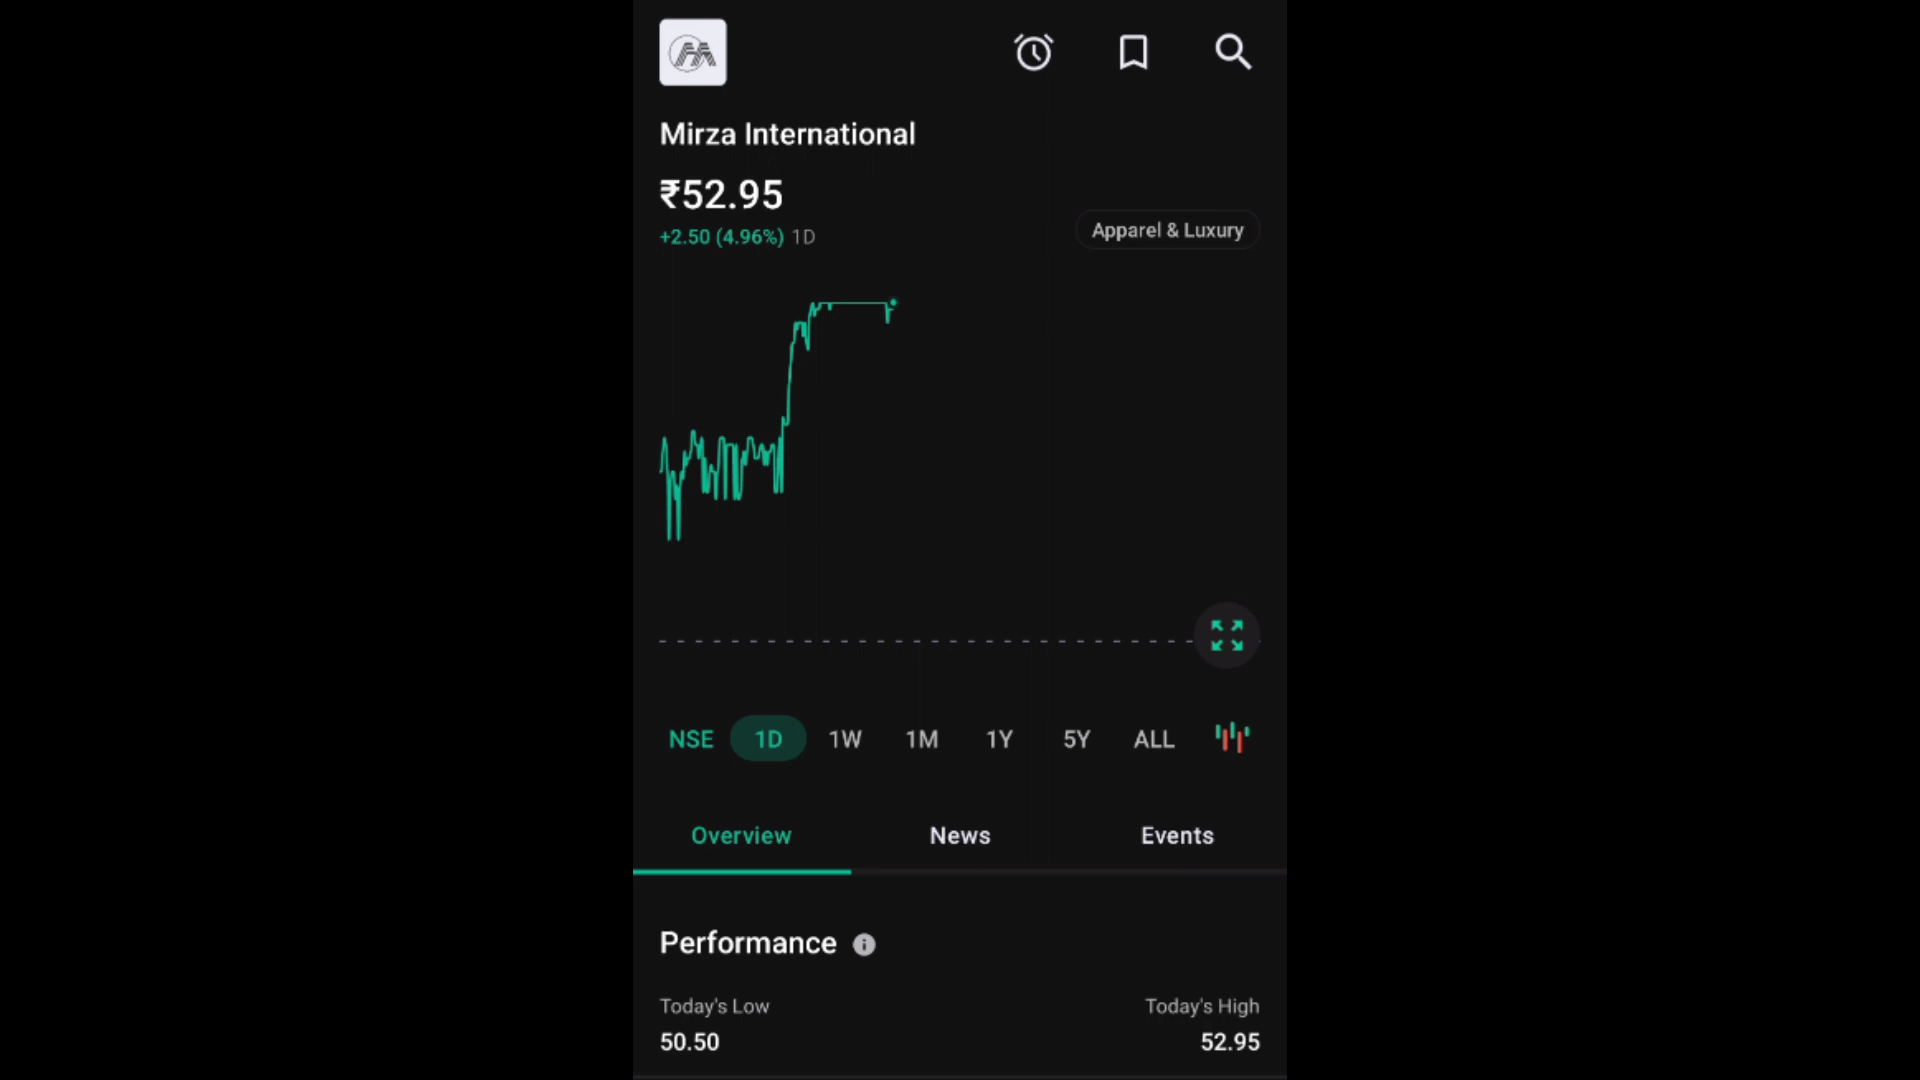 Mirza International
₹52.95
+2.50 (4.96%) 1D
Apparel & Luxury
NSE 1D 1W 1M 1Y 5Y ALL
Overview News Events
Performance
Today's Low Today's High
50.50 52.95